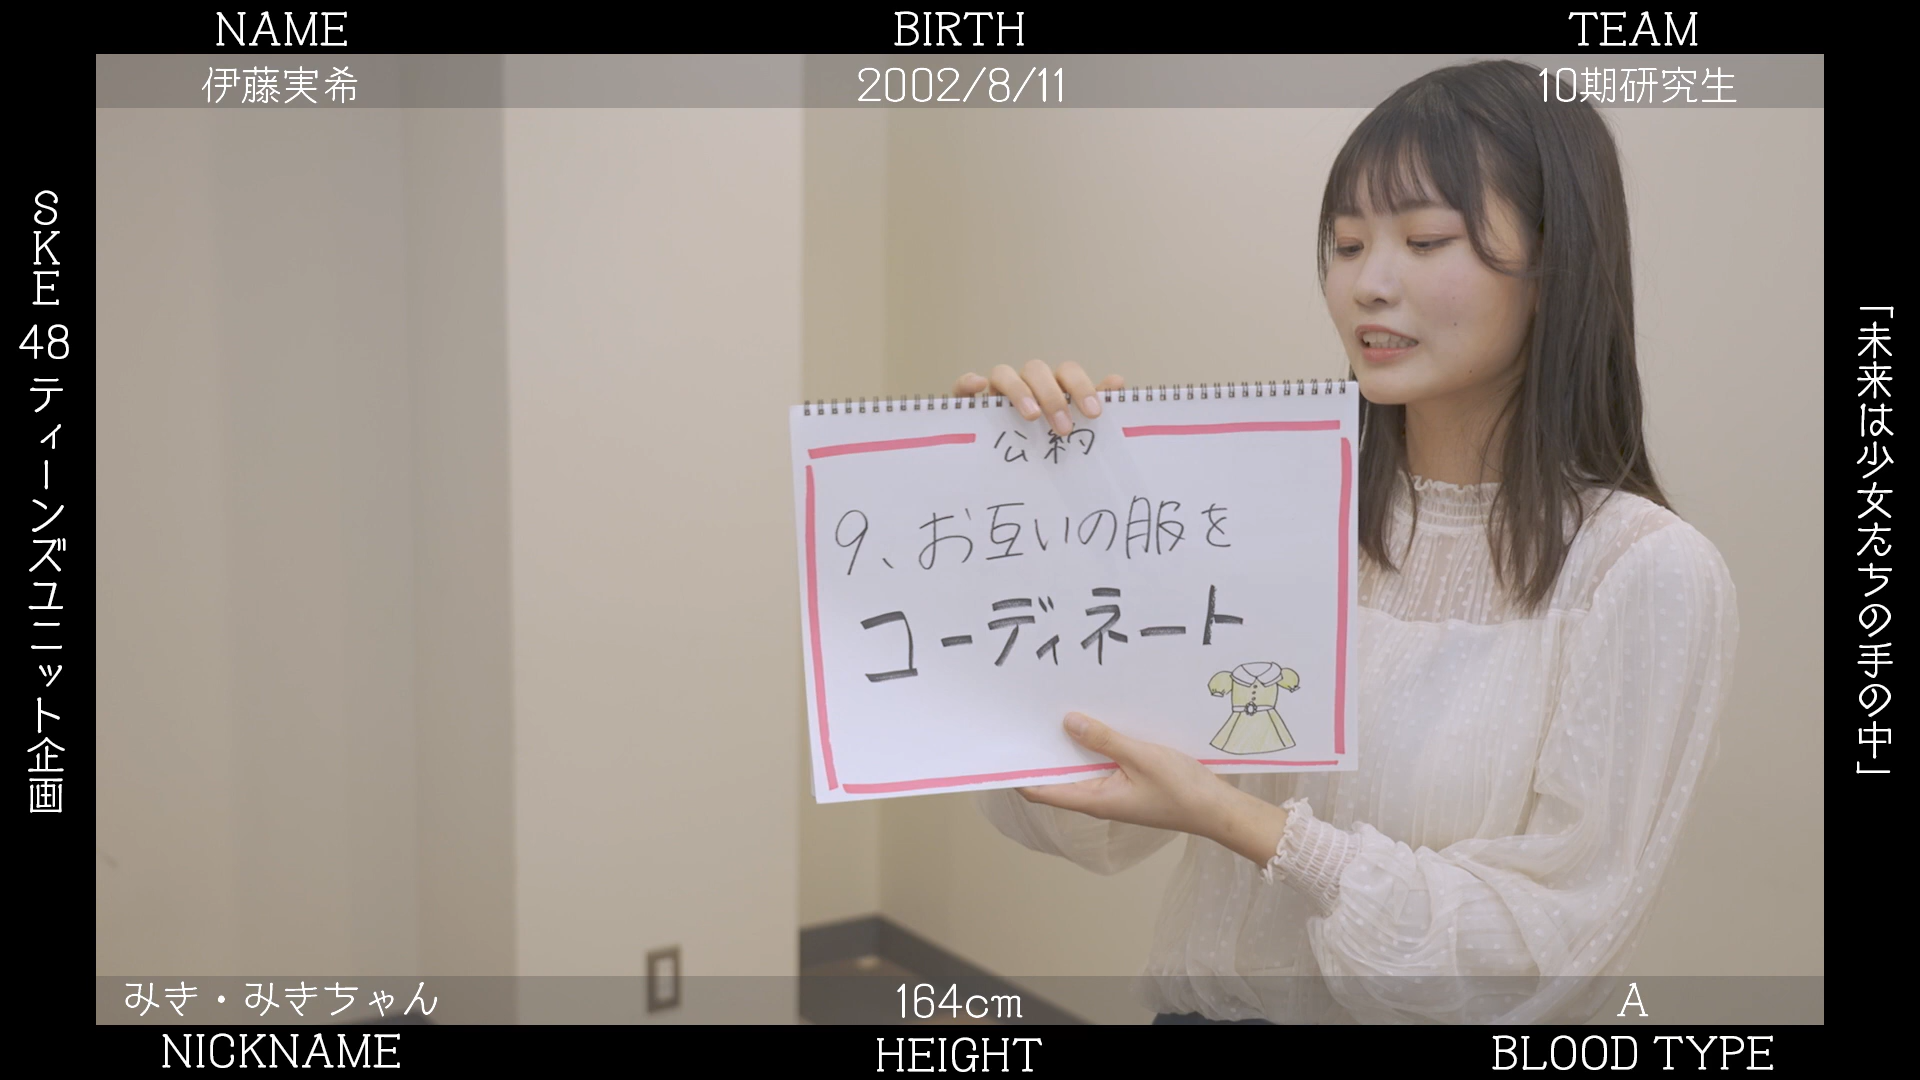 NAME
BIRTH
TEAM
伊藤実希
2002/8/11
10期研究生
SKE48ティーンズユニット企画
「未来は少女たちの手の中」
公約
9、お互いの服を
コーディネート
みき・みきちゃん
164cm
A
NICKNAME
HEIGHT
BLOOD TYPE